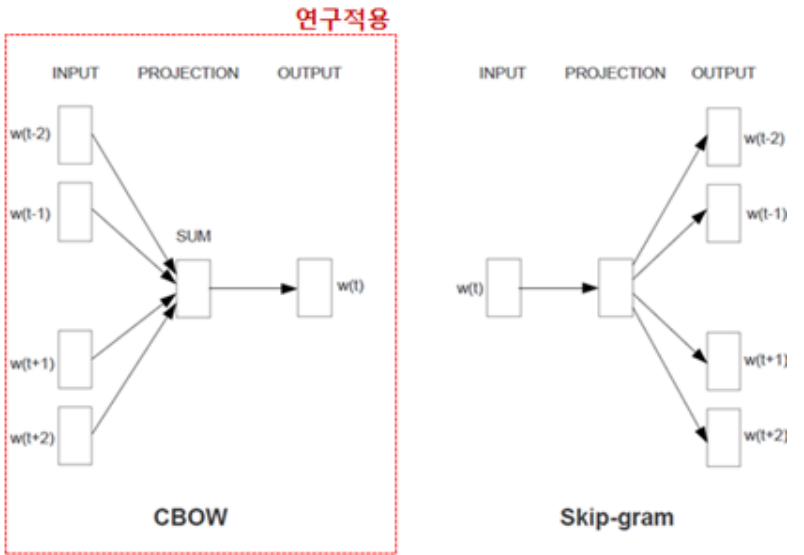 연구적용
INPUT PROJECTION OUTPUT
w(t-2)
w(t-1)
SUM
w(t)
w(t+1)
w(t+2)
CBOW
INPUT PROJECTION OUTPUT
w(t-2)
w(t-1)
w(t)
w(t+1)
w(t+2)
Skip-gram